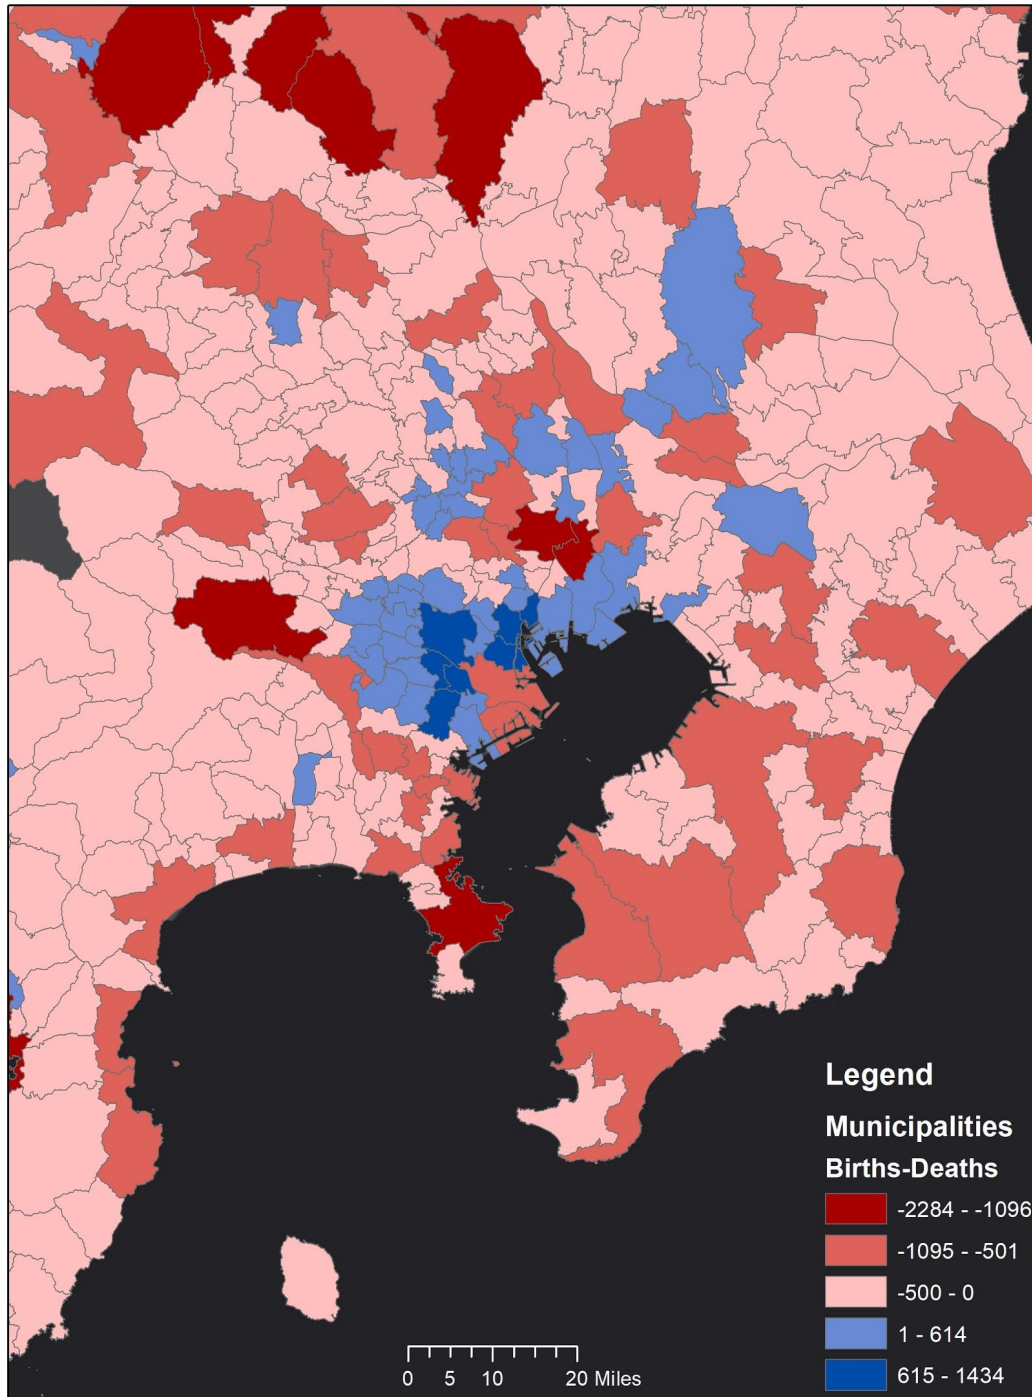 Legend
Municipalities
Births-Deaths
-2284 - -1096
-1095 - -501
-500 - 0
1 - 614
615 - 1434
0 5 10 20 Miles